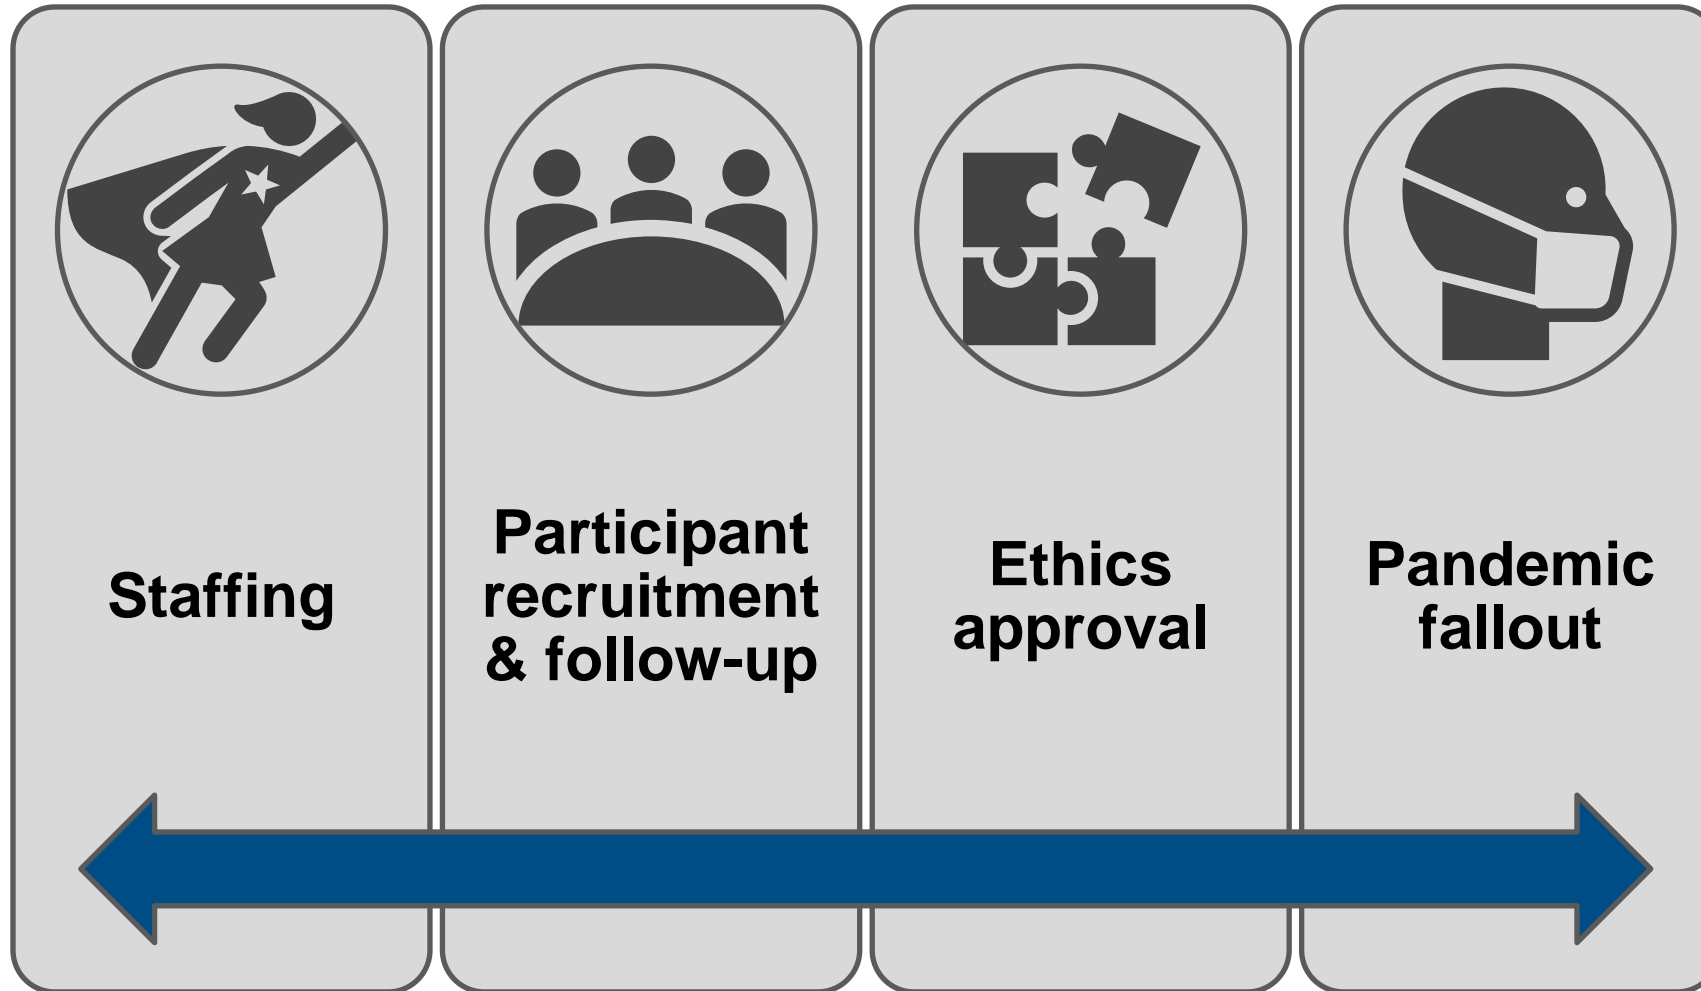 Staffing
Participant
recruitment
& follow-up
Ethics
approval
Pandemic
fallout